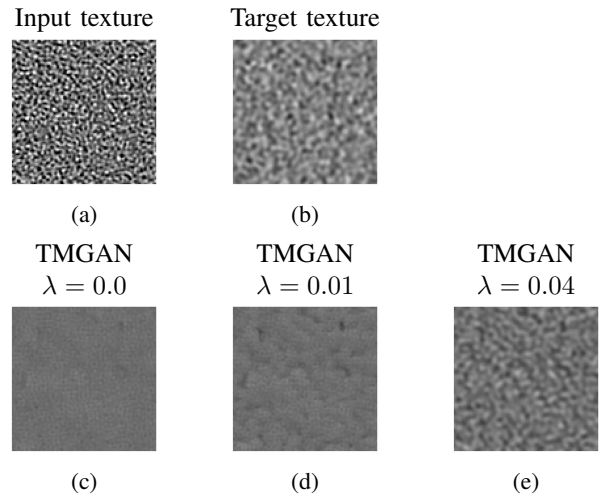 Input texture
Target texture
(a)
(b)
TMGAN
λ = 0.0
TMGAN
λ = 0.01
TMGAN
λ = 0.04
(c)
(d)
(e)